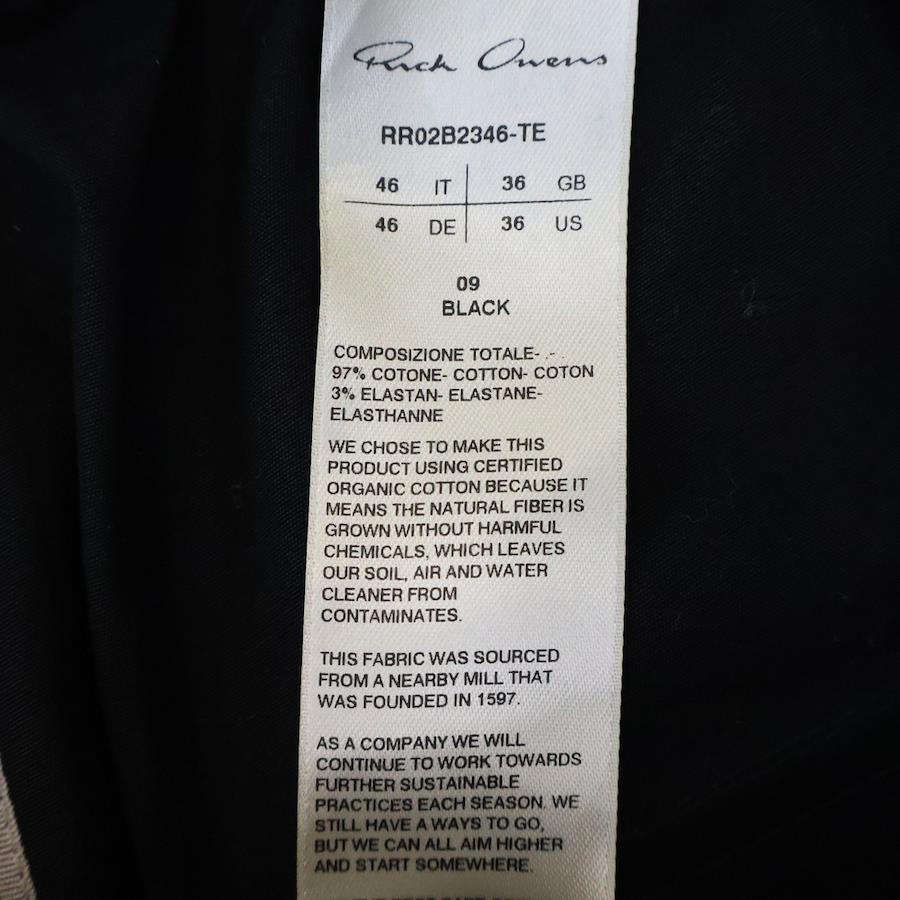 Rick Owens
RR02B2346-TE
46 IT 36 GB
46 DE 36 US
09
BLACK
COMPOSIZIONE TOTALE- .-.
97% COTONE- COTTON- COTON
3% ELASTAN- ELASTANE-
ELASTHANNE
WE CHOSE TO MAKE THIS
PRODUCT USING CERTIFIED
ORGANIC COTTON BECAUSE IT
MEANS THE NATURAL FIBER IS
GROWN WITHOUT HARMFUL
CHEMICALS, WHICH LEAVES
OUR SOIL, AIR AND WATER
CLEANER FROM
CONTAMINATES.
THIS FABRIC WAS SOURCED
FROM A NEARBY MILL THAT
WAS FOUNDED IN 1597.
AS A COMPANY WE WILL
CONTINUE TO WORK TOWARDS
FURTHER SUSTAINABLE
PRACTICES EACH SEASON. WE
STILL HAVE A WAYS TO GO,
BUT WE CAN ALL AIM HIGHER
AND START SOMEWHERE.